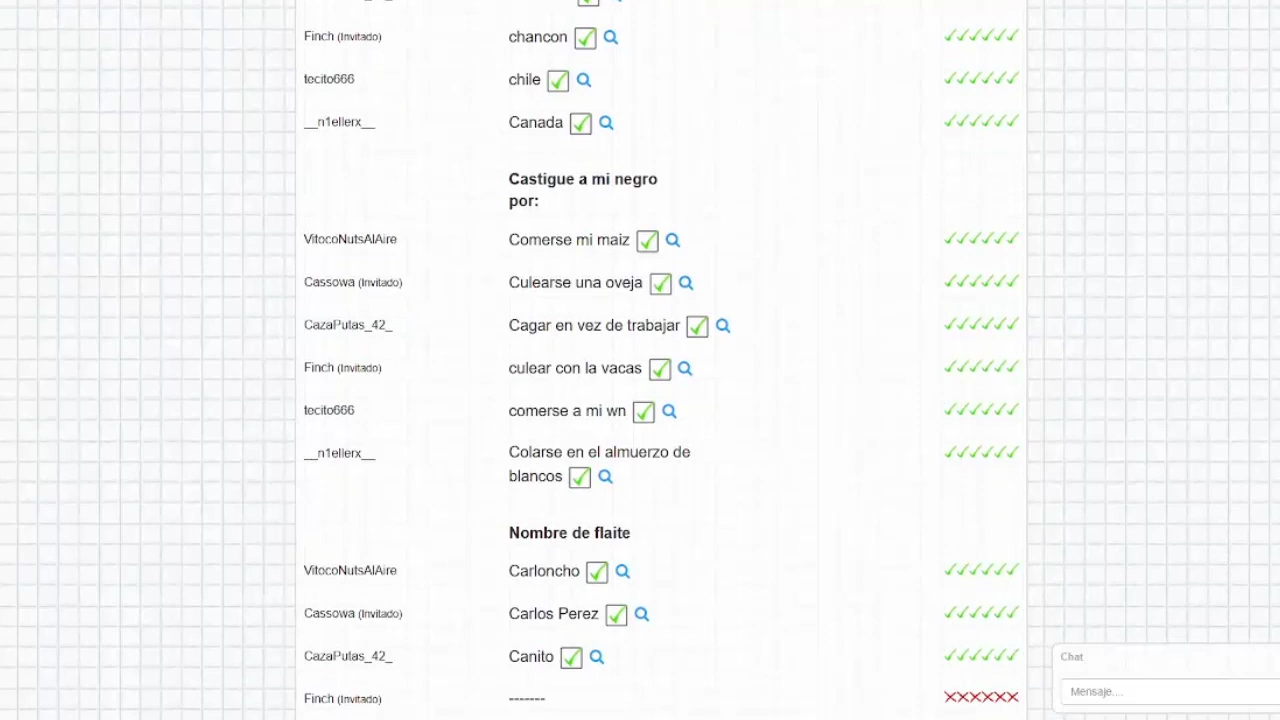 Finch (Invitado) chancon
tecito666 chile
__n1ellerx__ Canada
Castigue a mi negro
por:
VitocoNutsAlAire Comerse mi maiz
Cassowa (Invitado) Culearse una oveja
CazaPutas_42_ Cagar en vez de trabajar
Finch (Invitado) culear con la vacas
tecito666 comerse a mi wn
__n1ellerx__ Colarse en el almuerzo de
blancos
Nombre de flaite
VitocoNutsAlAire Carloncho
Cassowa (Invitado) Carlos Perez
CazaPutas_42_ Canito
Finch (Invitado) -------
Chat
Mensaje....